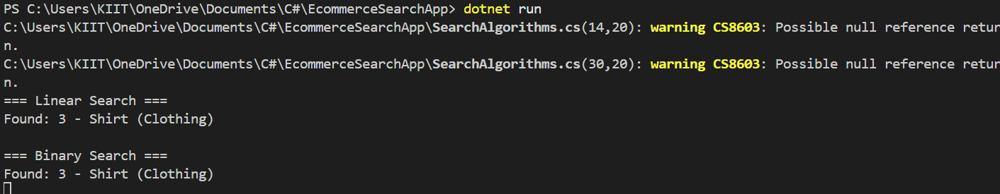 PS C:\Users\KIIT\OneDrive\Documents\C#\EcommerceSearchApp> dotnet run
C:\Users\KIIT\OneDrive\Documents\C#\EcommerceSearchApp\SearchAlgorithms.cs(14,20): warning CS8603: Possible null reference retur
n.
C:\Users\KIIT\OneDrive\Documents\C#\EcommerceSearchApp\SearchAlgorithms.cs(30,20): warning CS8603: Possible null reference retur
n.
=== Linear Search ===
Found: 3 - Shirt (Clothing)

=== Binary Search ===
Found: 3 - Shirt (Clothing)